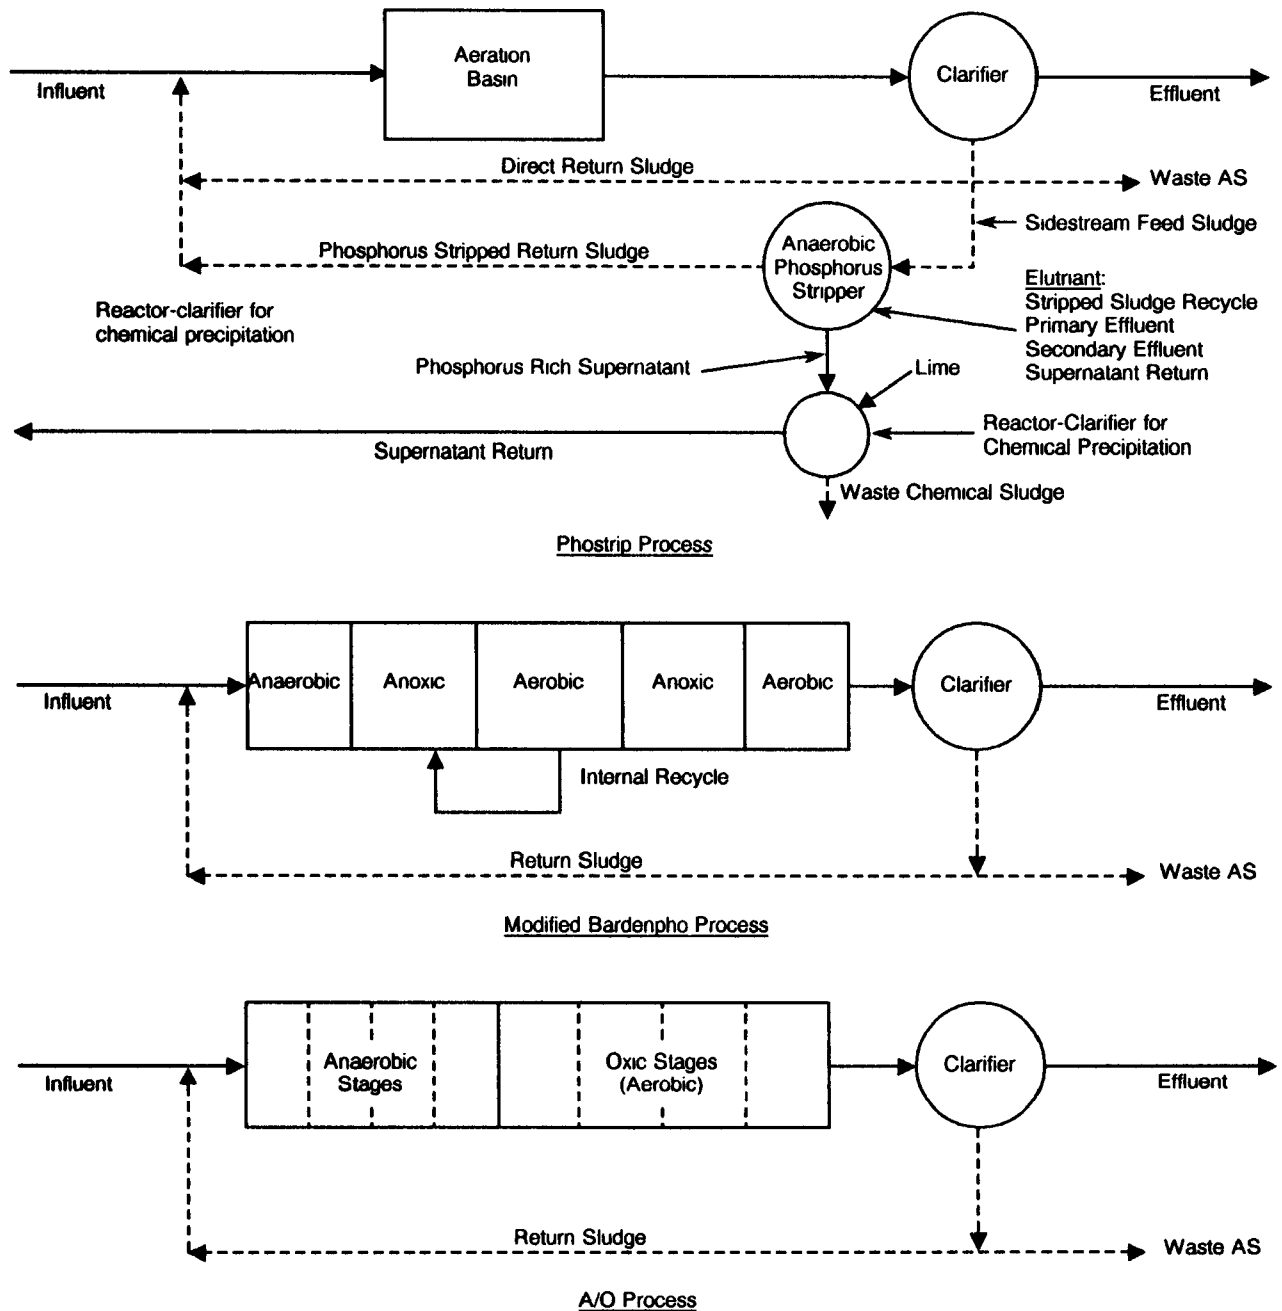 Aeration
Basin
Clarifier
Influent
Effluent
Direct Return Sludge
Waste AS
Sidestream Feed Sludge
Phosphorus Stripped Return Sludge
Anaerobic
Phosphorus
Stripper
Elutriant:
Stripped Sludge Recycle
Primary Effluent
Secondary Effluent
Supernatant Return
Reactor-clarifier for
chemical precipitation
Phosphorus Rich Supernatant
Lime
Supernatant Return
Reactor-Clarifier for
Chemical Precipitation
Waste Chemical Sludge
Phostrip Process
Anaerobic
Anoxic
Aerobic
Anoxic
Aerobic
Clarifier
Influent
Effluent
Internal Recycle
Return Sludge
Waste AS
Modified Bardenpho Process
Anaerobic
Stages
Oxic Stages
(Aerobic)
Clarifier
Influent
Effluent
Return Sludge
Waste AS
A/O Process